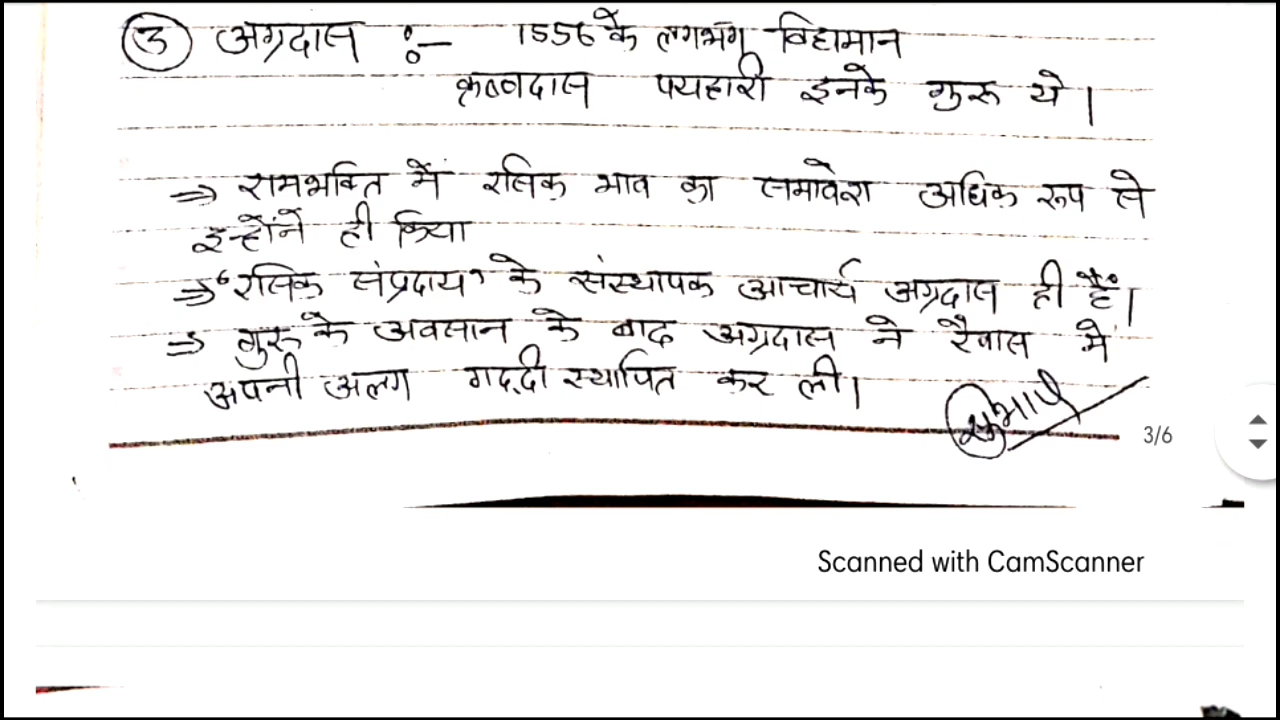 ③ अग्रदास :- 1556 के लगभग विद्यमान
कृष्णदास पयहारी इनके गुरू थे।
⇒ रामभक्ति में रसिक भाव का समावेश अधिक रूप से
इन्होंनें ही किया
⇒ 'रसिक संप्रदाय' के संस्थापक आचार्य अग्रदास ही हैं।
⇒ गुरू के अवसान के बाद अग्रदास ने रैवास मे
अपनी अलग गद्दी स्थापित कर ली।
सुभाष
3/6
Scanned with CamScanner